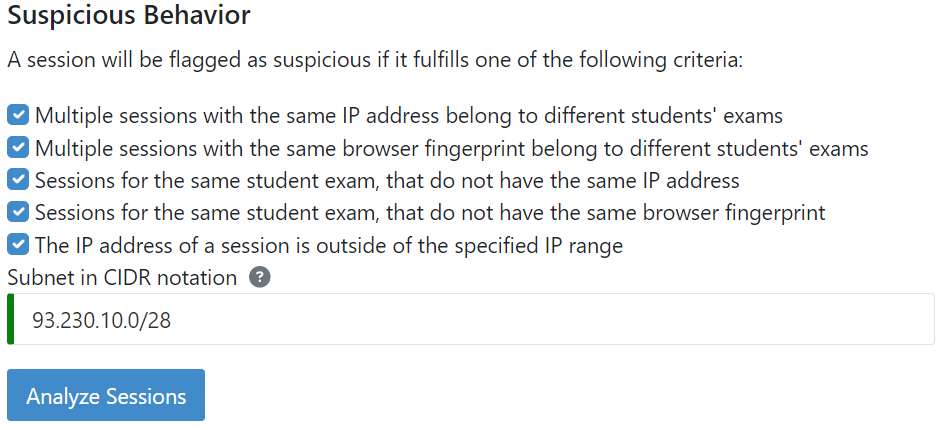 Suspicious Behavior
A session will be flagged as suspicious if it fulfills one of the following criteria:
Multiple sessions with the same IP address belong to different students' exams
Multiple sessions with the same browser fingerprint belong to different students' exams
Sessions for the same student exam, that do not have the same IP address
Sessions for the same student exam, that do not have the same browser fingerprint
The IP address of a session is outside of the specified IP range
Subnet in CIDR notation ?
93.230.10.0/28
Analyze Sessions